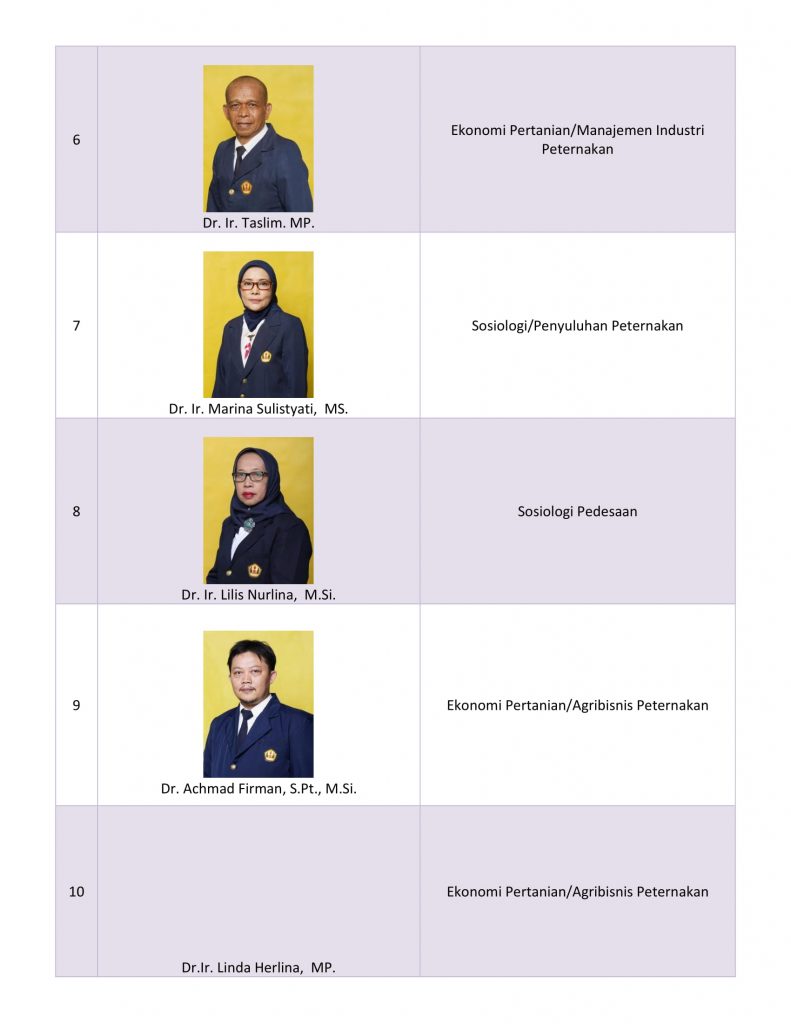 6
Ekonomi Pertanian/Manajemen Industri
Peternakan
Dr. Ir. Taslim. MP.
7
Sosiologi/Penyuluhan Peternakan
Dr. Ir. Marina Sulistyati,  MS.
8
Sosiologi Pedesaan
Dr. Ir. Lilis Nurlina,  M.Si.
9
Ekonomi Pertanian/Agribisnis Peternakan
Dr. Achmad Firman, S.Pt., M.Si.
10
Ekonomi Pertanian/Agribisnis Peternakan
Dr.Ir. Linda Herlina,  MP.